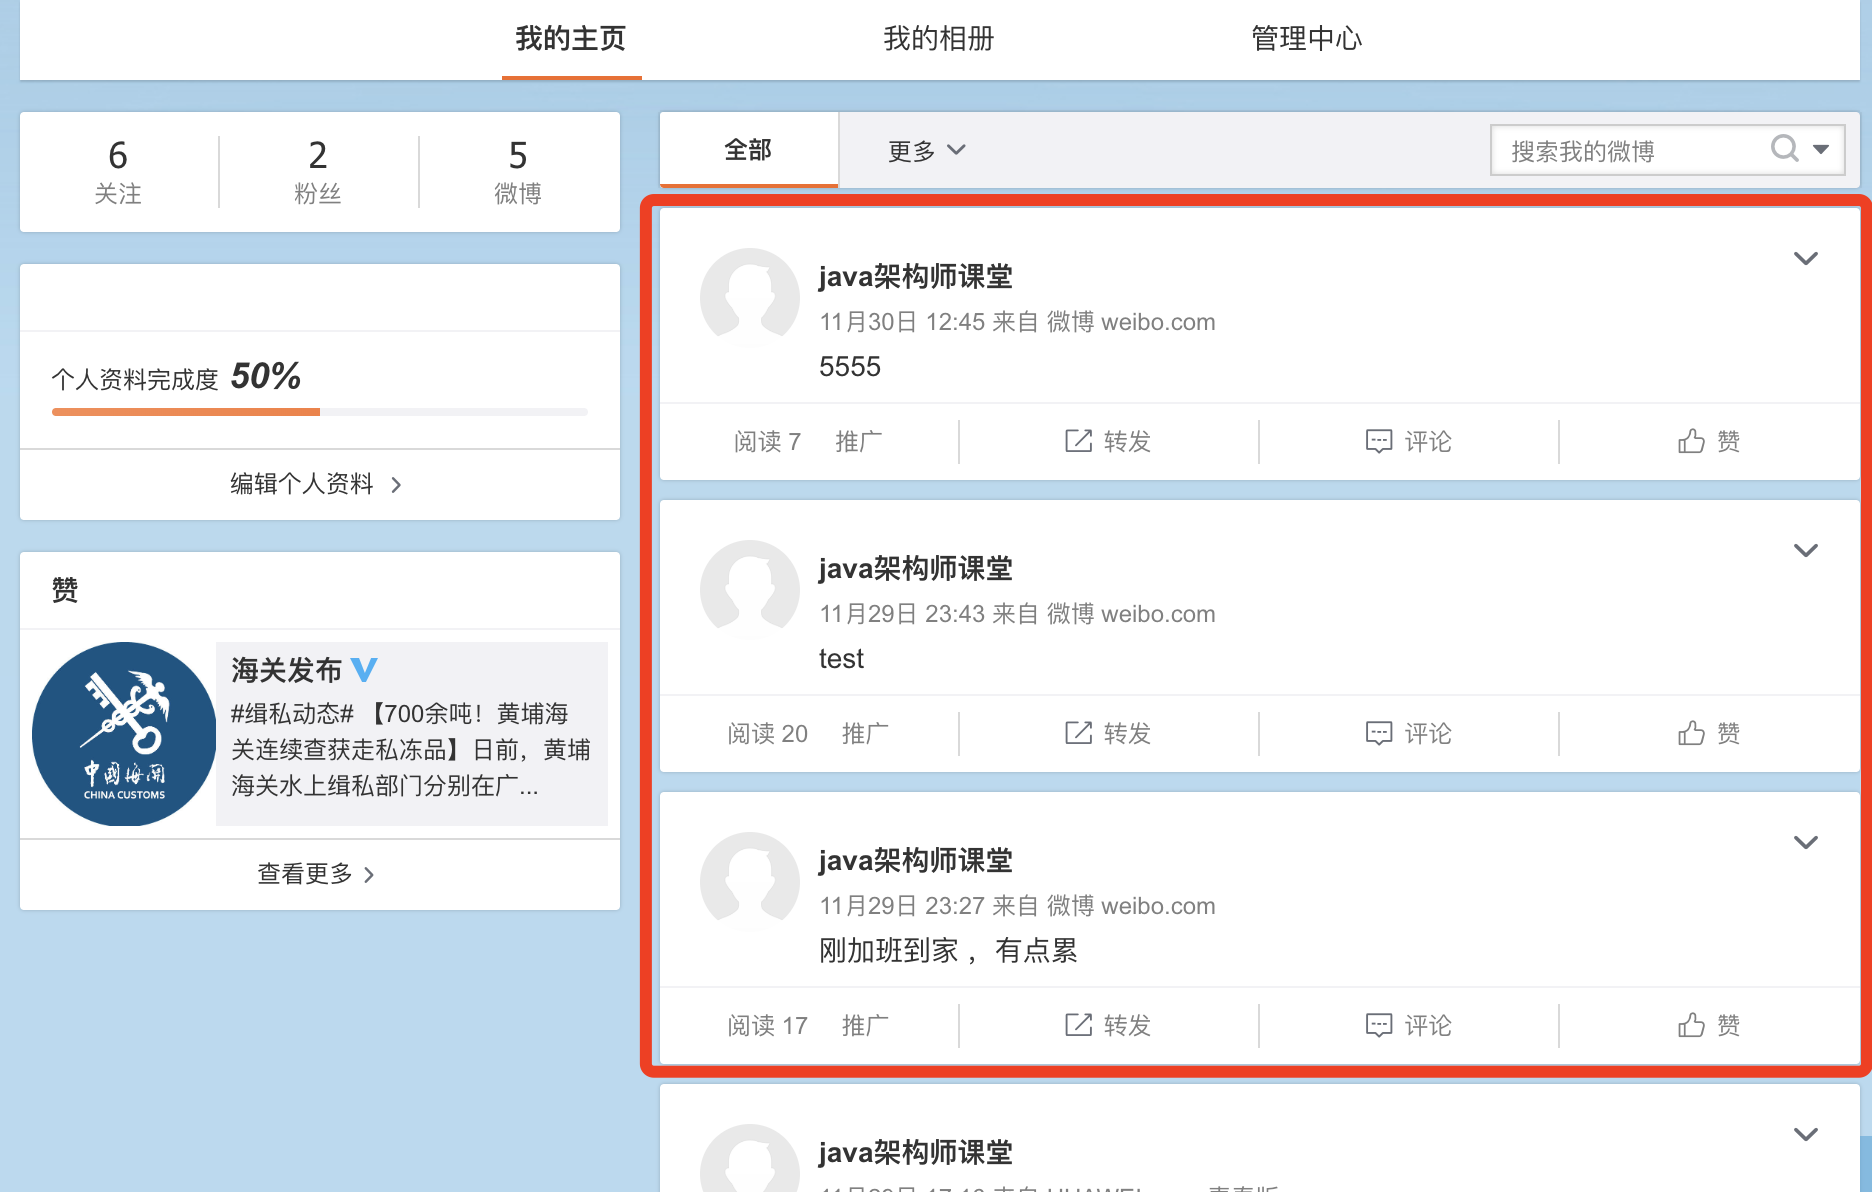 我的主页
我的相册
管理中心
6
关注
2
粉丝
5
微博
个人资料完成度 50%
编辑个人资料
赞
海关发布
#缉私动态# 【700余吨！黄埔海
关连续查获走私冻品】日前，黄埔
海关水上缉私部门分别在广...
中国海关
CHINA CUSTOMS
查看更多
全部
更多
搜索我的微博
java架构师课堂
11月30日 12:45 来自 微博 weibo.com
5555
阅读 7 推广 转发 评论 赞
java架构师课堂
11月29日 23:43 来自 微博 weibo.com
test
阅读 20 推广 转发 评论 赞
java架构师课堂
11月29日 23:27 来自 微博 weibo.com
刚加班到家 ，有点累
阅读 17 推广 转发 评论 赞
java架构师课堂